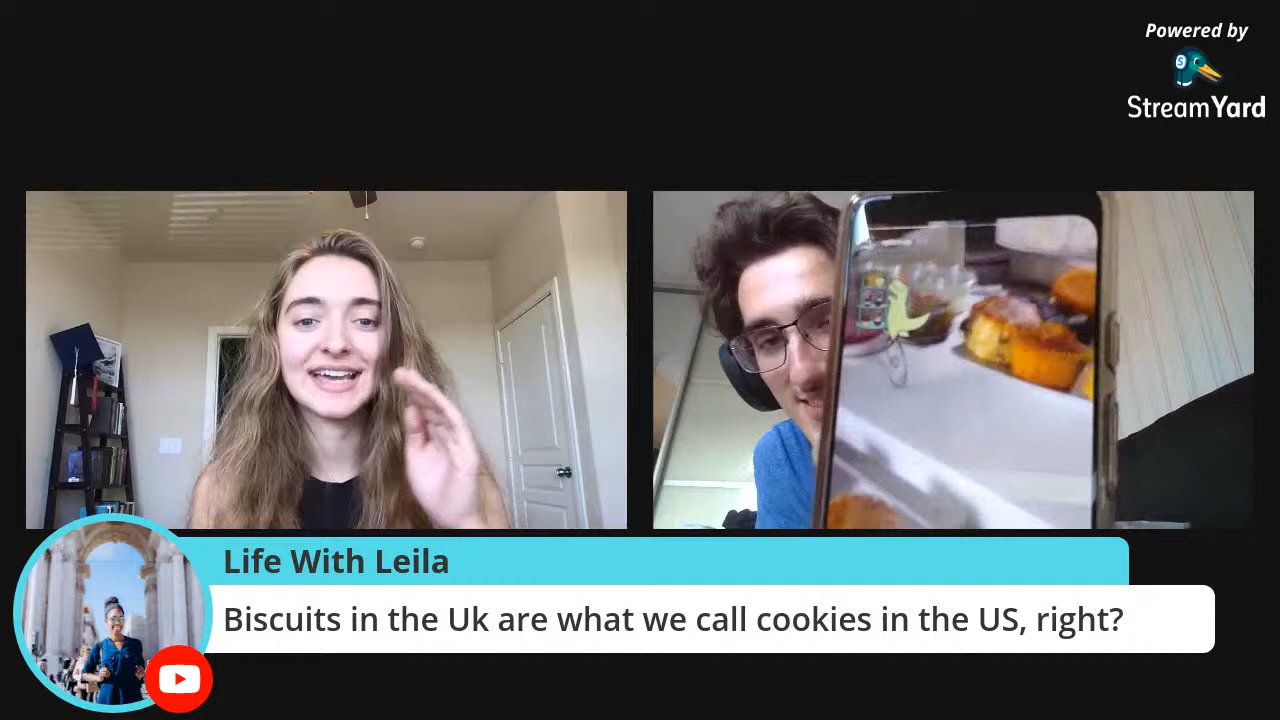 Powered by
StreamYard
Life With Leila
Biscuits in the Uk are what we call cookies in the US, right?